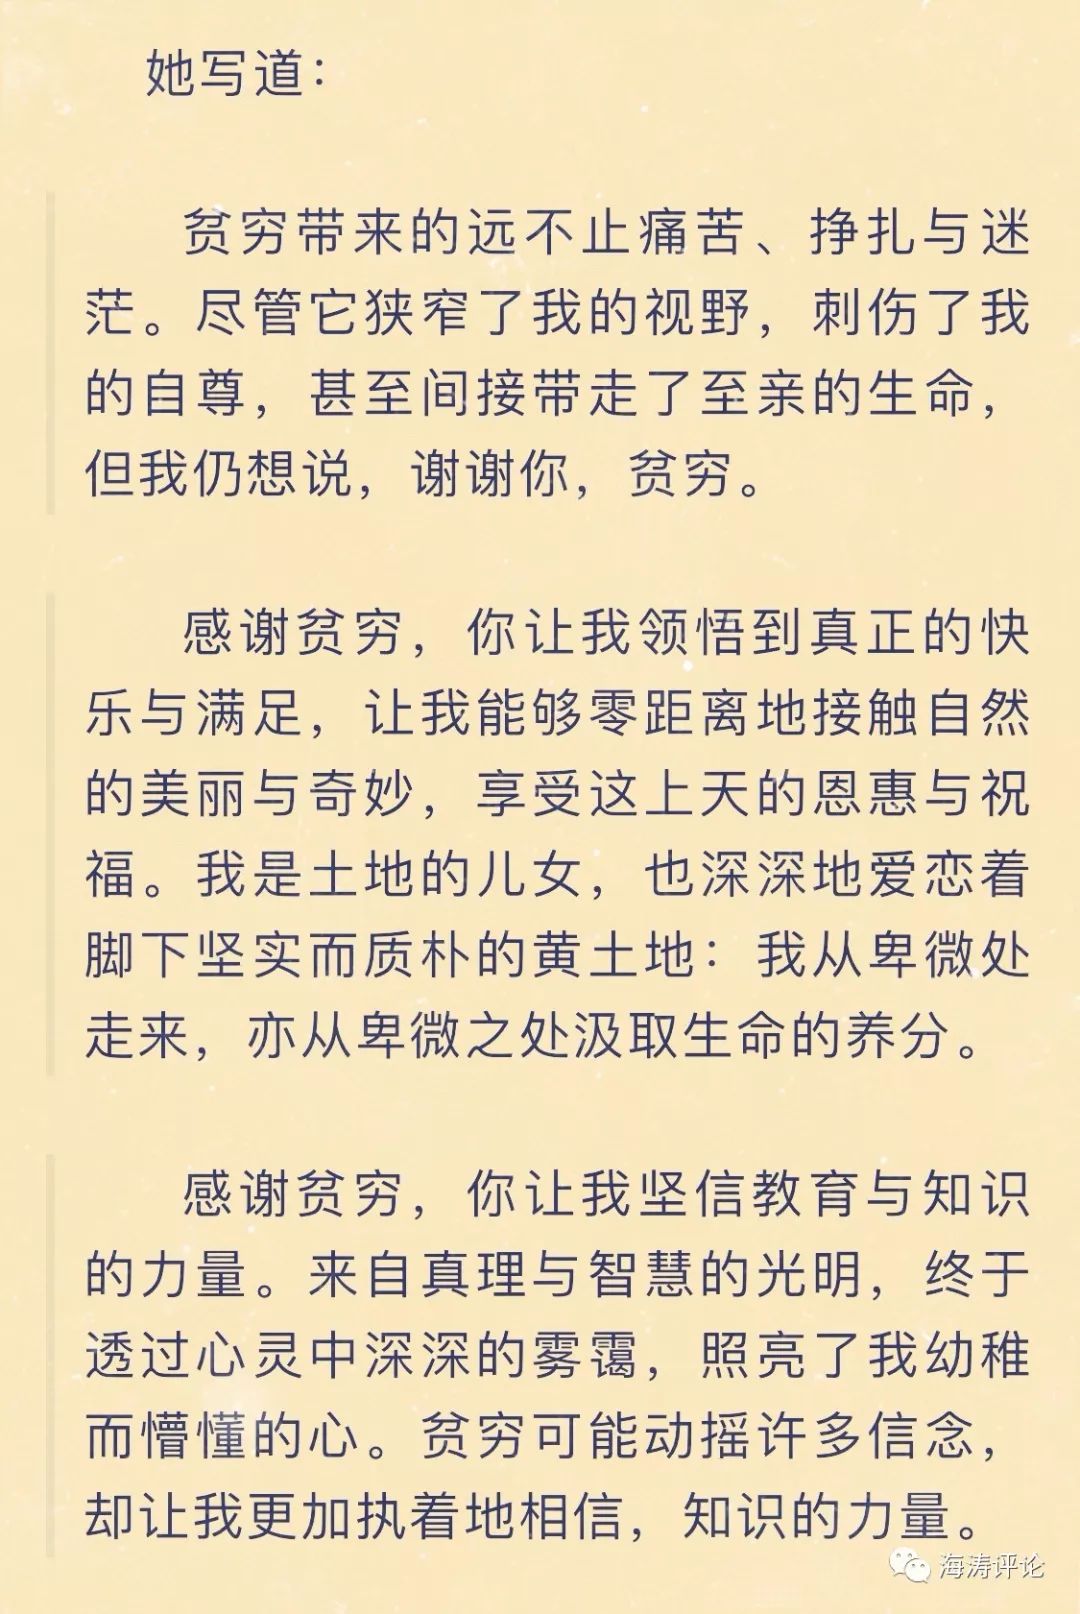 她写道：
贫穷带来的远不止痛苦、挣扎与迷
茫。尽管它狭窄了我的视野，刺伤了我
的自尊，甚至间接带走了至亲的生命，
但我仍想说，谢谢你，贫穷。
感谢贫穷，你让我领悟到真正的快
乐与满足，让我能够零距离地接触自然
的美丽与奇妙，享受这上天的恩惠与祝
福。我是土地的儿女，也深深地爱恋着
脚下坚实而质朴的黄土地：我从卑微处
走来，亦从卑微之处汲取生命的养分。
感谢贫穷，你让我坚信教育与知识
的力量。来自真理与智慧的光明，终于
透过心灵中深深的雾霭，照亮了我幼稚
而懵懂的心。贫穷可能动摇许多信念，
却让我更加执着地相信，知识的力量。
海涛评论